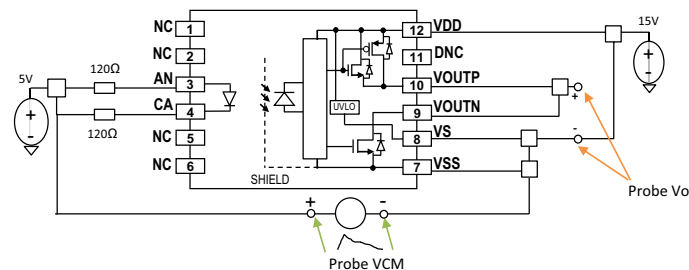 NC 1
NC 2
AN 3
CA 4
NC 5
NC 6
12 VDD
11 DNC
10 VOUTP
9 VOUTN
8 VS
7 VSS
5V
+
-
120Ω
120Ω
UVLO
SHIELD
15V
+
-
+
-
Probe Vo
+
-
Probe VCM